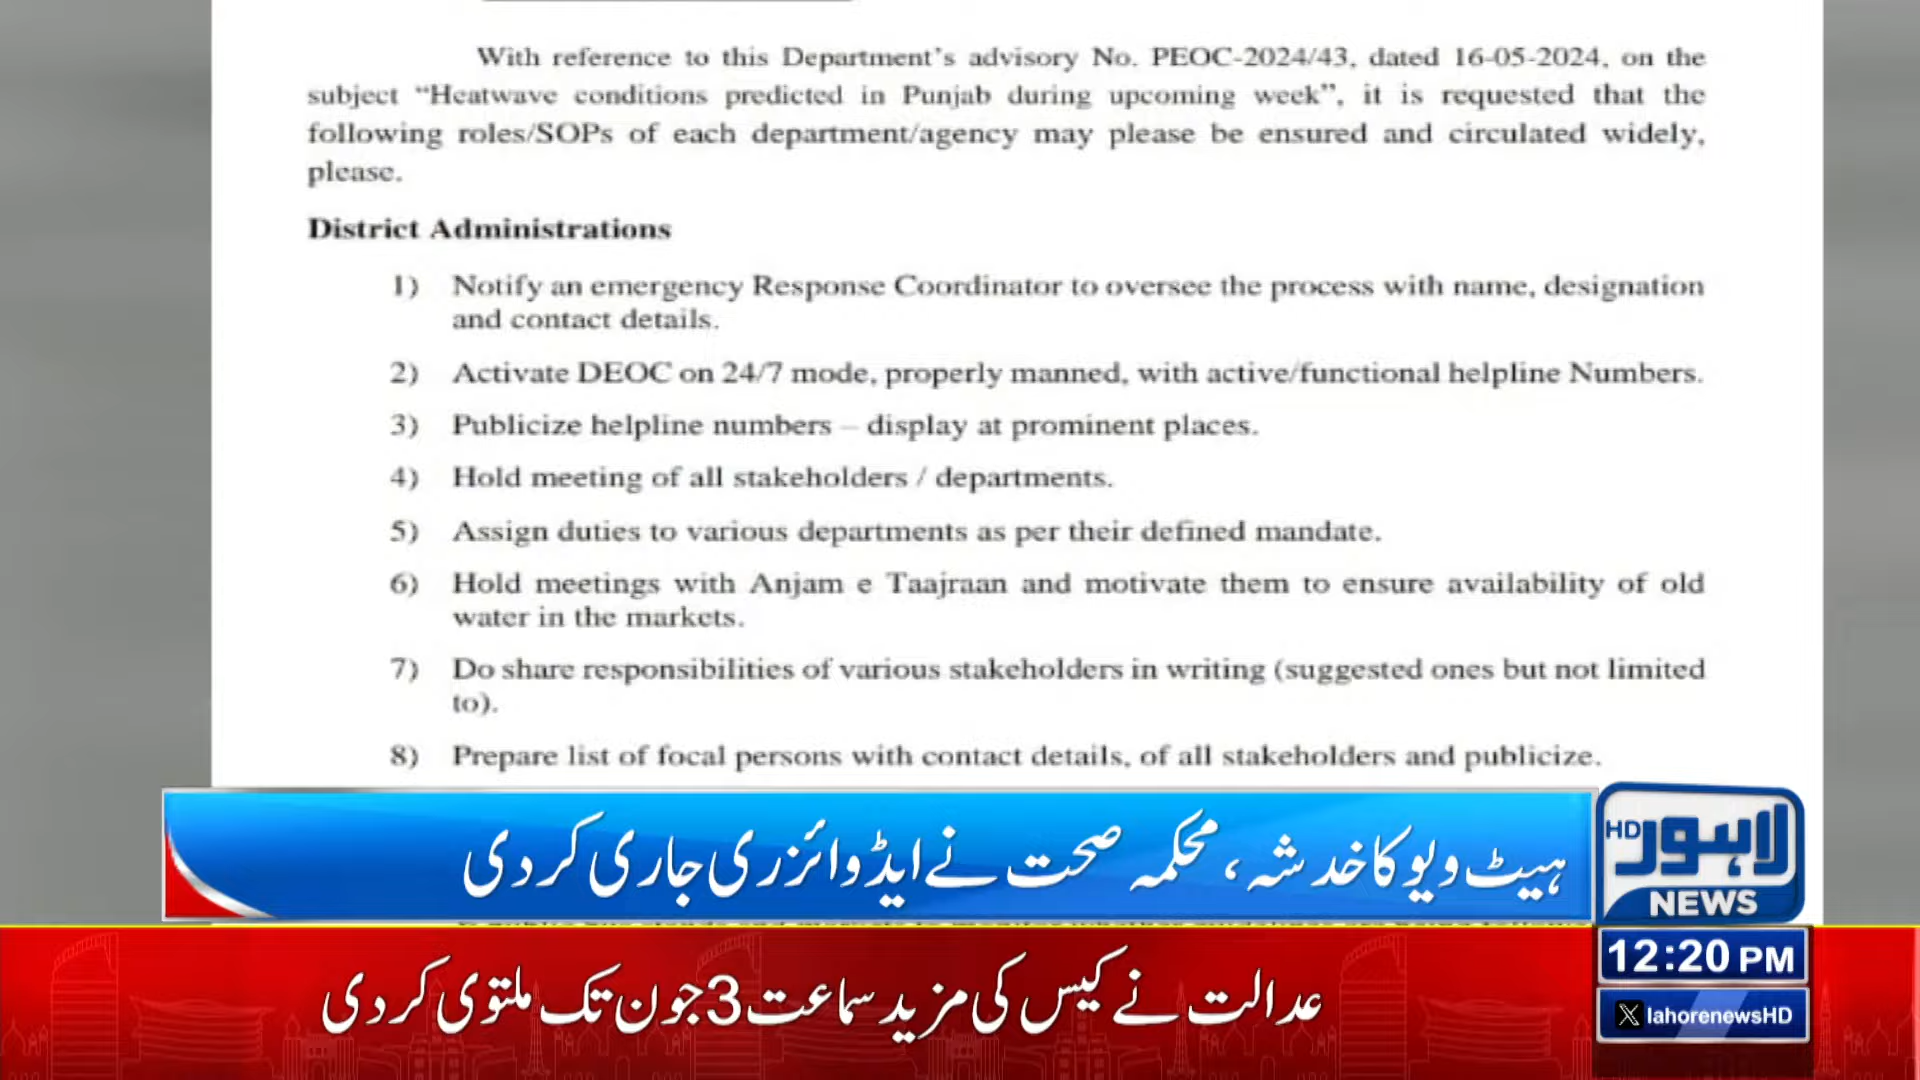 With reference to this Department's advisory No. PEOC-2024/43, dated 16-05-2024, on the
subject “Heatwave conditions predicted in Punjab during upcoming week”, it is requested that the
following roles/SOPs of each department/agency may please be ensured and circulated widely,
please.
District Administrations
1) Notify an emergency Response Coordinator to oversee the process with name, designation
and contact details.
2) Activate DEOC on 24/7 mode, properly manned, with active/functional helpline Numbers.
3) Publicize helpline numbers – display at prominent places.
4) Hold meeting of all stakeholders / departments.
5) Assign duties to various departments as per their defined mandate.
6) Hold meetings with Anjam e Taajraan and motivate them to ensure availability of old
water in the markets.
7) Do share responsibilities of various stakeholders in writing (suggested ones but not limited
to).
8) Prepare list of focal persons with contact details, of all stakeholders and publicize.
ہیٹ ویو کا خدشہ، محکمہ صحت نے ایڈوائزری جاری کر دی
لاہور HD
NEWS
12:20 PM
عدالت نے کیس کی مزید سماعت 3 جون تک ملتوی کر دی
X lahorenewsHD